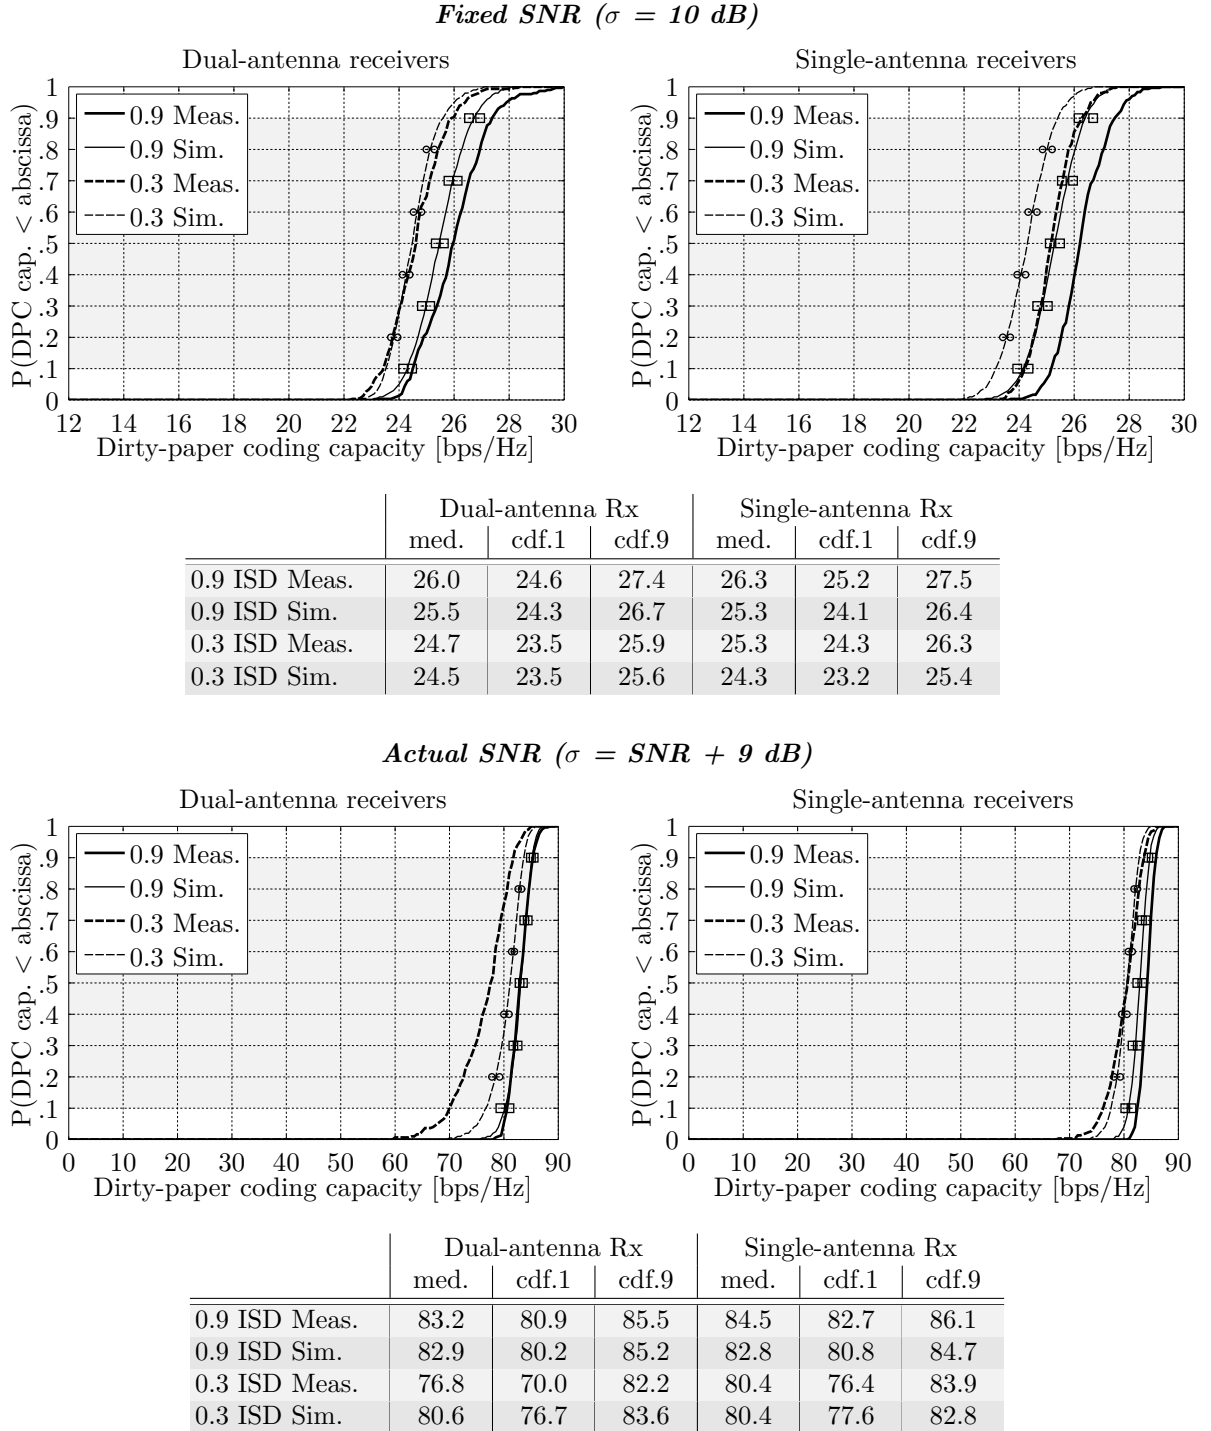 Fixed SNR (σ = 10 dB)
Dual-antenna receivers
P(DPC cap. < abscissa)
1
.9
.8
.7
.6
.5
.4
.3
.2
.1
0
0.9 Meas.
0.9 Sim.
0.3 Meas.
0.3 Sim.
12 14 16 18 20 22 24 26 28 30
Dirty-paper coding capacity [bps/Hz]
Single-antenna receivers
P(DPC cap. < abscissa)
1
.9
.8
.7
.6
.5
.4
.3
.2
.1
0
0.9 Meas.
0.9 Sim.
0.3 Meas.
0.3 Sim.
12 14 16 18 20 22 24 26 28 30
Dirty-paper coding capacity [bps/Hz]
Dual-antenna Rx Single-antenna Rx
med. cdf.1 cdf.9 med. cdf.1 cdf.9
0.9 ISD Meas. 26.0 24.6 27.4 26.3 25.2 27.5
0.9 ISD Sim. 25.5 24.3 26.7 25.3 24.1 26.4
0.3 ISD Meas. 24.7 23.5 25.9 25.3 24.3 26.3
0.3 ISD Sim. 24.5 23.5 25.6 24.3 23.2 25.4
Actual SNR (σ = SNR + 9 dB)
Dual-antenna receivers
P(DPC cap. < abscissa)
1
.9
.8
.7
.6
.5
.4
.3
.2
.1
0
0.9 Meas.
0.9 Sim.
0.3 Meas.
0.3 Sim.
0 10 20 30 40 50 60 70 80 90
Dirty-paper coding capacity [bps/Hz]
Single-antenna receivers
P(DPC cap. < abscissa)
1
.9
.8
.7
.6
.5
.4
.3
.2
.1
0
0.9 Meas.
0.9 Sim.
0.3 Meas.
0.3 Sim.
0 10 20 30 40 50 60 70 80 90
Dirty-paper coding capacity [bps/Hz]
Dual-antenna Rx Single-antenna Rx
med. cdf.1 cdf.9 med. cdf.1 cdf.9
0.9 ISD Meas. 83.2 80.9 85.5 84.5 82.7 86.1
0.9 ISD Sim. 82.9 80.2 85.2 82.8 80.8 84.7
0.3 ISD Meas. 76.8 70.0 82.2 80.4 76.4 83.9
0.3 ISD Sim. 80.6 76.7 83.6 80.4 77.6 82.8